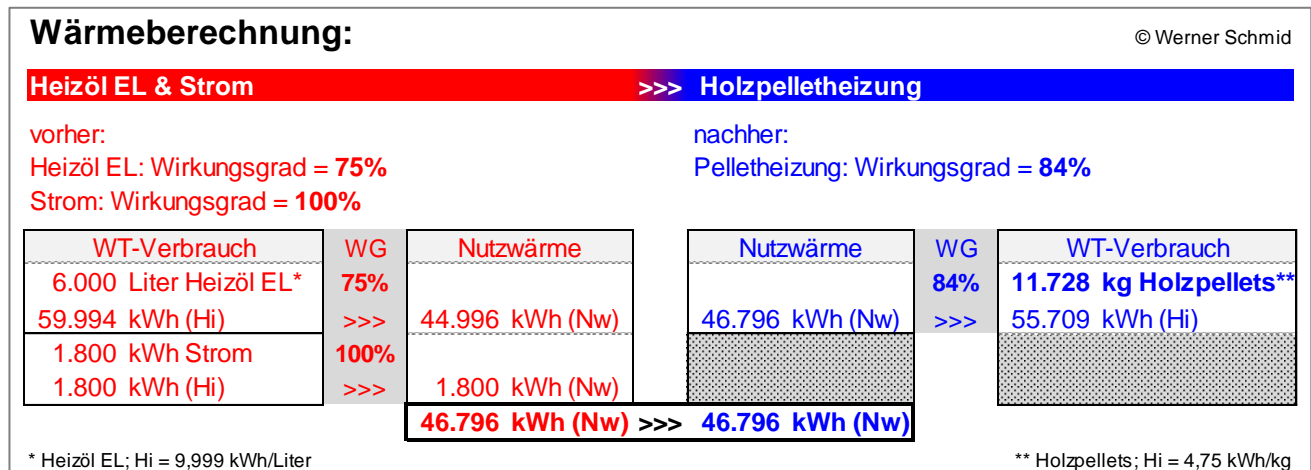 Wärmeberechnung: © Werner Schmid
Heizöl EL & Strom >>> Holzpelletheizung
vorher: nachher:
Heizöl EL: Wirkungsgrad = 75% Pelletheizung: Wirkungsgrad = 84%
Strom: Wirkungsgrad = 100%
WT-Verbrauch WG Nutzwärme Nutzwärme WG WT-Verbrauch
6.000 Liter Heizöl EL* 75% 84% 11.728 kg Holzpellets**
59.994 kWh (Hi) >>> 44.996 kWh (Nw) 46.796 kWh (Nw) >>> 55.709 kWh (Hi)
1.800 kWh Strom 100%
1.800 kWh (Hi) >>> 1.800 kWh (Nw)
46.796 kWh (Nw) >>> 46.796 kWh (Nw)
* Heizöl EL; Hi = 9,999 kWh/Liter ** Holzpellets; Hi = 4,75 kWh/kg